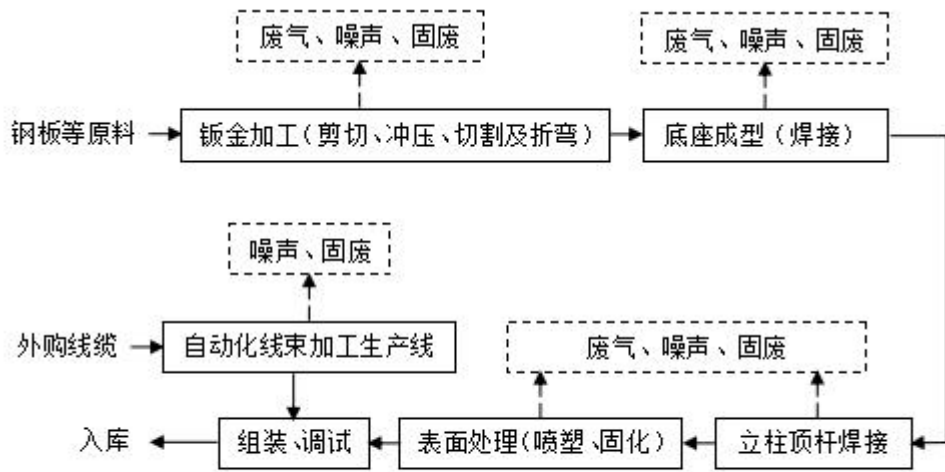 废气、噪声、固废
废气、噪声、固废
钢板等原料
钣金加工(剪切、冲压、切割及折弯)
底座成型(焊接)
噪声、固废
外购线缆
自动化线束加工生产线
废气、噪声、固废
入库
组装、调试
表面处理(喷塑、固化)
立柱顶杆焊接